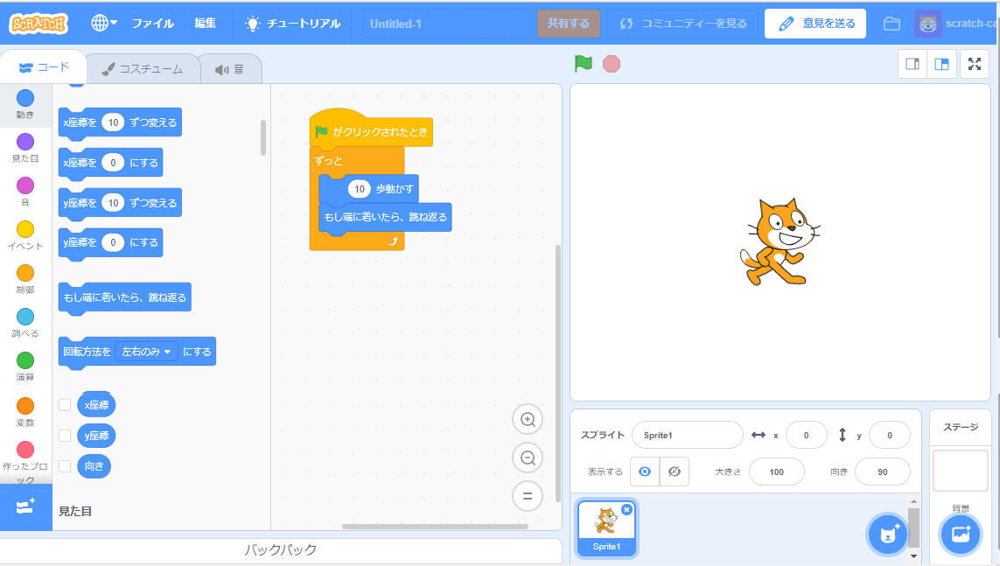 SCRATCH
ファイル
編集
チュートリアル
Untitled-1
共有する
コミュニティーを見る
意見を送る
scratch-ca
コード
コスチューム
音
動き
見た目
音
イベント
制御
調べる
演算
変数
作ったブロ
ック
x座標を 10 ずつ変える
x座標を 0 にする
y座標を 10 ずつ変える
y座標を 0 にする
もし端に着いたら、跳ね返る
回転方法を 左右のみ にする
x座標
y座標
向き
見た目
がクリックされたとき
ずっと
10 歩動かす
もし端に着いたら、跳ね返る
バックパック
スプライト Sprite1 x 0 y 0
表示する 大きさ 100 向き 90
Sprite1
ステージ
背景